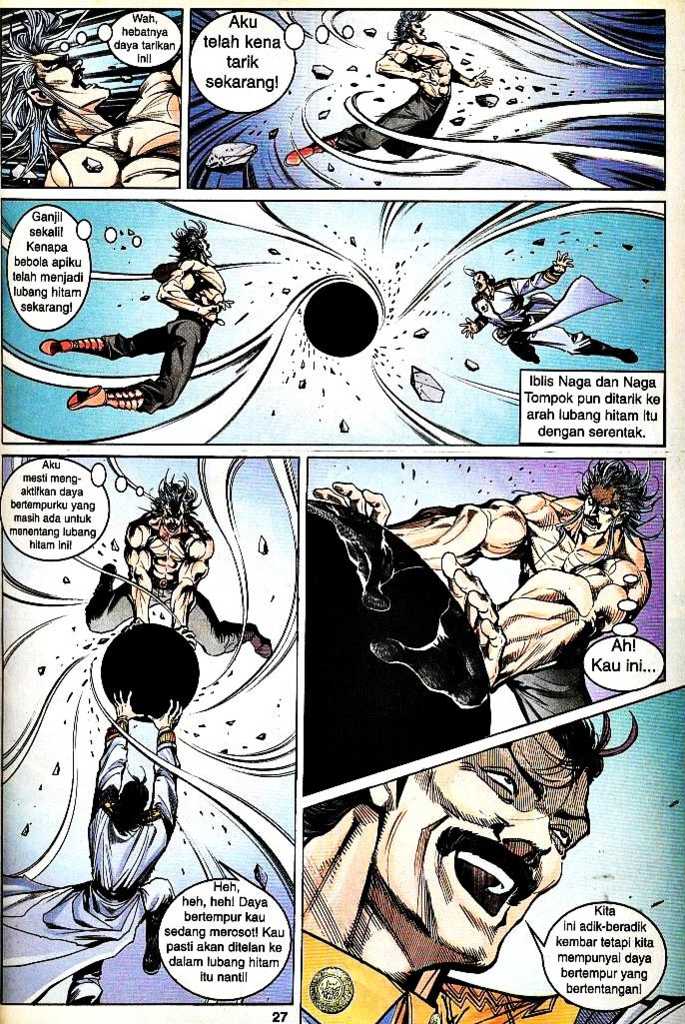 Wah,
hebatnya
daya tarikan
ini!
Aku
telah kena
tarik
sekarang!
Ganjil
sekali!
Kenapa
bebola apiku
telah menjadi
lubang hitam
sekarang!
Iblis Naga dan Naga
Tompok pun ditarik ke
arah lubang hitam itu
dengan serentak.
Aku
mesti meng-
aktifkan daya
bertempurku yang
masih ada untuk
menentang lubang
hitam ini!
Ah!
Kau ini...
Heh,
heh, heh! Daya
bertempur kau
sedang merosot! Kau
pasti akan ditelan ke
dalam lubang hitam
itu nanti!
Kita
ini adik-beradik
kembar tetapi kita
mempunyai daya
bertempur yang
bertentangan!
27